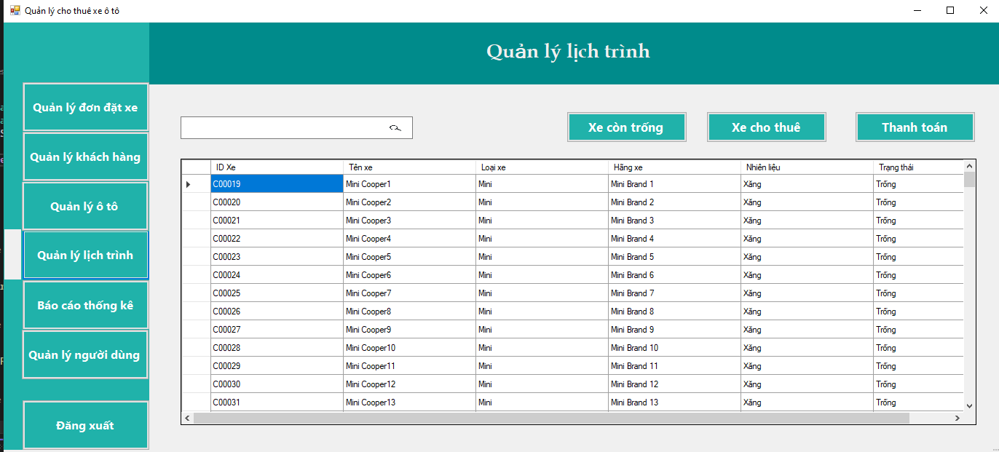 Quản lý cho thuê xe ô tô
Quản lý lịch trình
Quản lý đơn đặt xe
Quản lý khách hàng
Quản lý ô tô
Quản lý lịch trình
Báo cáo thống kê
Quản lý người dùng
Đăng xuất
Xe còn trống Xe cho thuê Thanh toán
ID Xe Tên xe Loại xe Hãng xe Nhiên liệu Trạng thái
C00019 Mini Cooper1 Mini Mini Brand 1 Xăng Trống
C00020 Mini Cooper2 Mini Mini Brand 2 Xăng Trống
C00021 Mini Cooper3 Mini Mini Brand 3 Xăng Trống
C00022 Mini Cooper4 Mini Mini Brand 4 Xăng Trống
C00023 Mini Cooper5 Mini Mini Brand 5 Xăng Trống
C00024 Mini Cooper6 Mini Mini Brand 6 Xăng Trống
C00025 Mini Cooper7 Mini Mini Brand 7 Xăng Trống
C00026 Mini Cooper8 Mini Mini Brand 8 Xăng Trống
C00027 Mini Cooper9 Mini Mini Brand 9 Xăng Trống
C00028 Mini Cooper10 Mini Mini Brand 10 Xăng Trống
C00029 Mini Cooper11 Mini Mini Brand 11 Xăng Trống
C00030 Mini Cooper12 Mini Mini Brand 12 Xăng Trống
C00031 Mini Cooper13 Mini Mini Brand 13 Xăng Trống